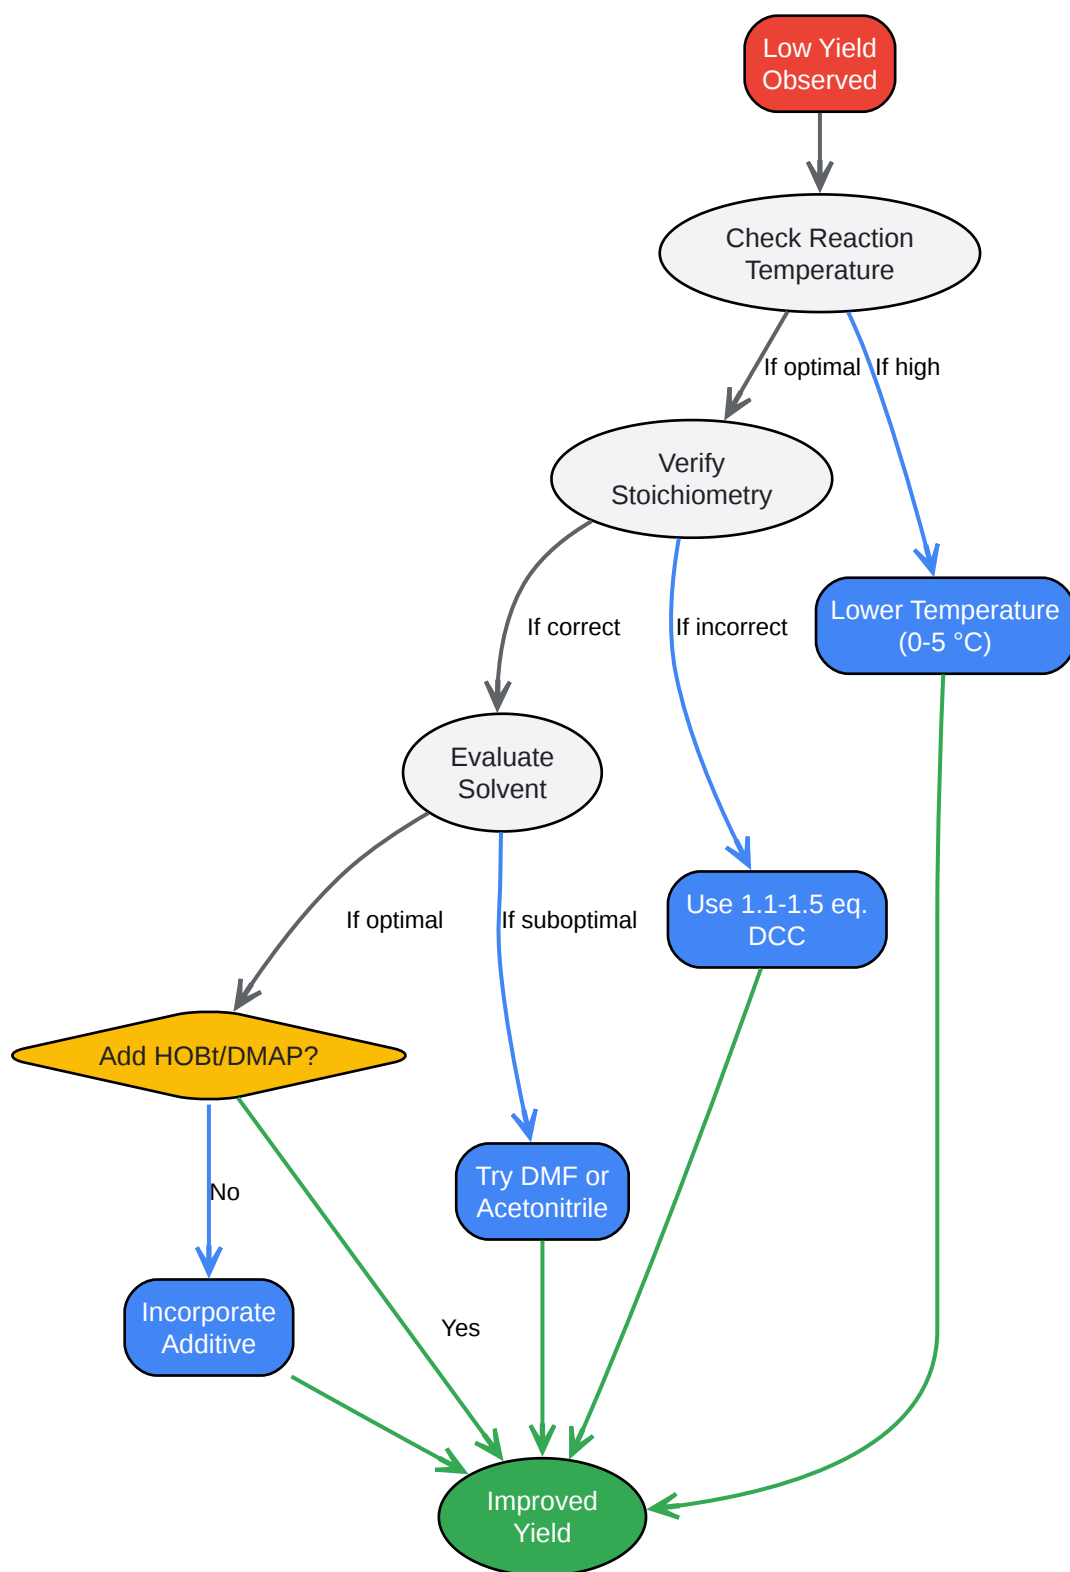 Low Yield
Observed
Check Reaction
Temperature
If optimal
If high
Verify
Stoichiometry
Lower Temperature
(0-5 °C)
If correct
If incorrect
Evaluate
Solvent
Use 1.1-1.5 eq.
DCC
If optimal
If suboptimal
Add HOBt/DMAP?
Try DMF or
Acetonitrile
No
Incorporate
Additive
Yes
Improved
Yield